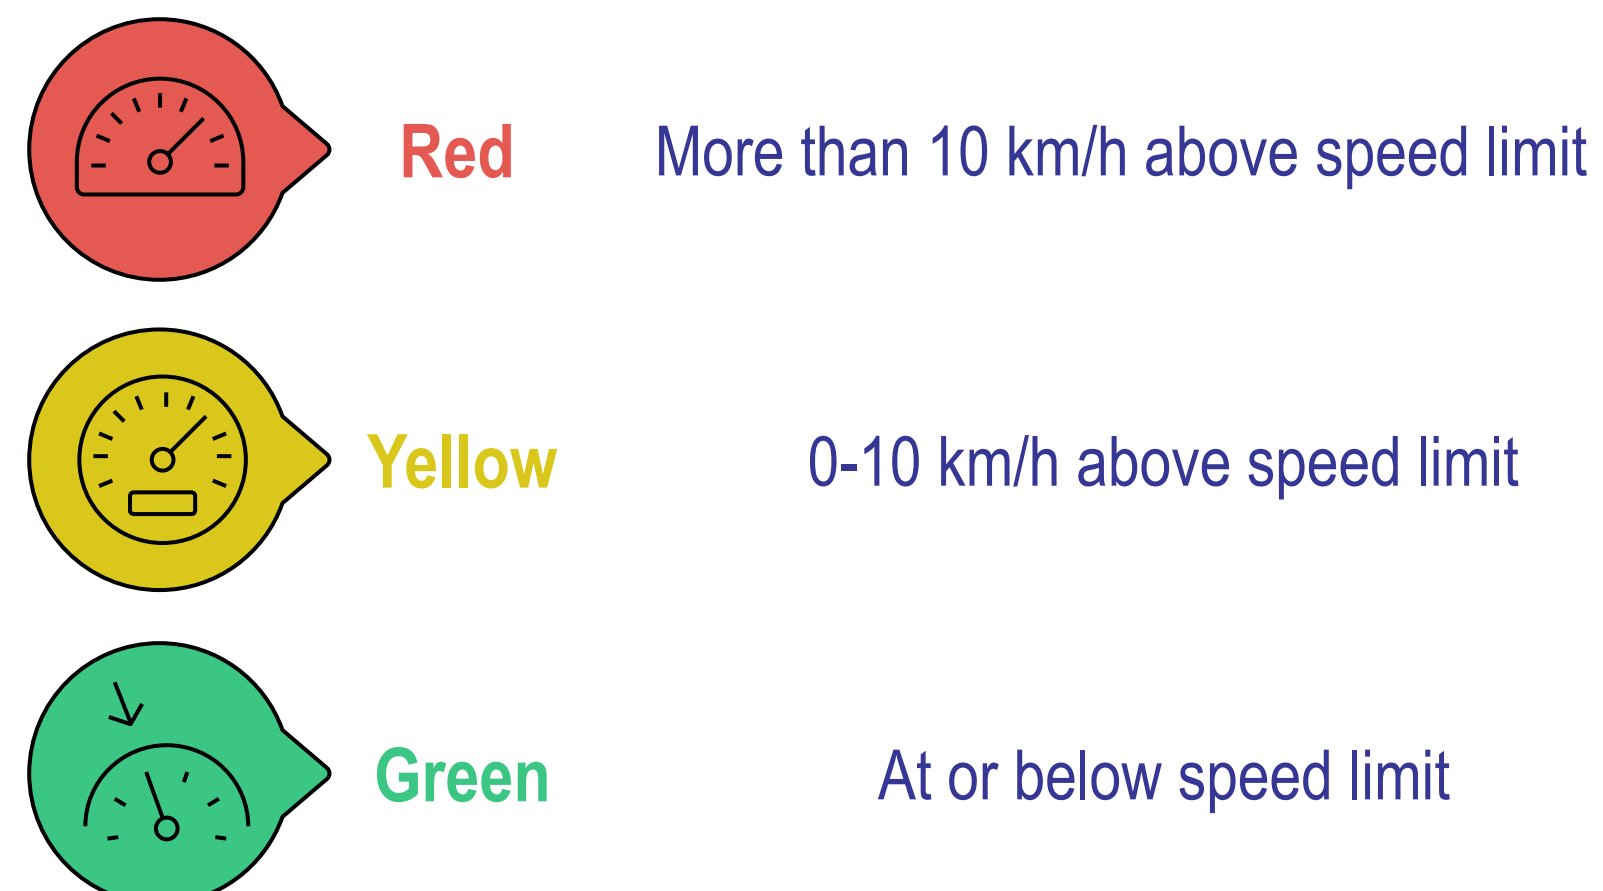 Red More than 10 km/h above speed limit
Yellow 0-10 km/h above speed limit
Green At or below speed limit